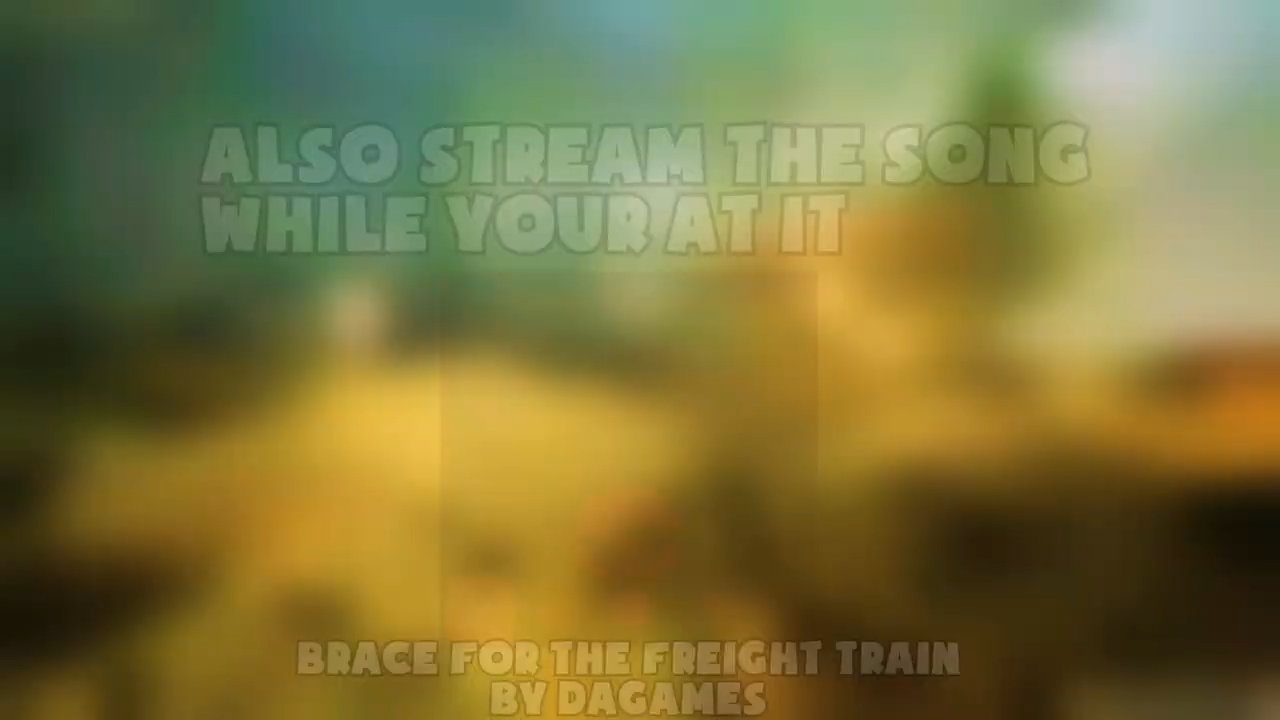 ALSO STREAM THE SONG
WHILE YOUR AT IT
BRACE FOR THE FREIGHT TRAIN
BY DAGAMES